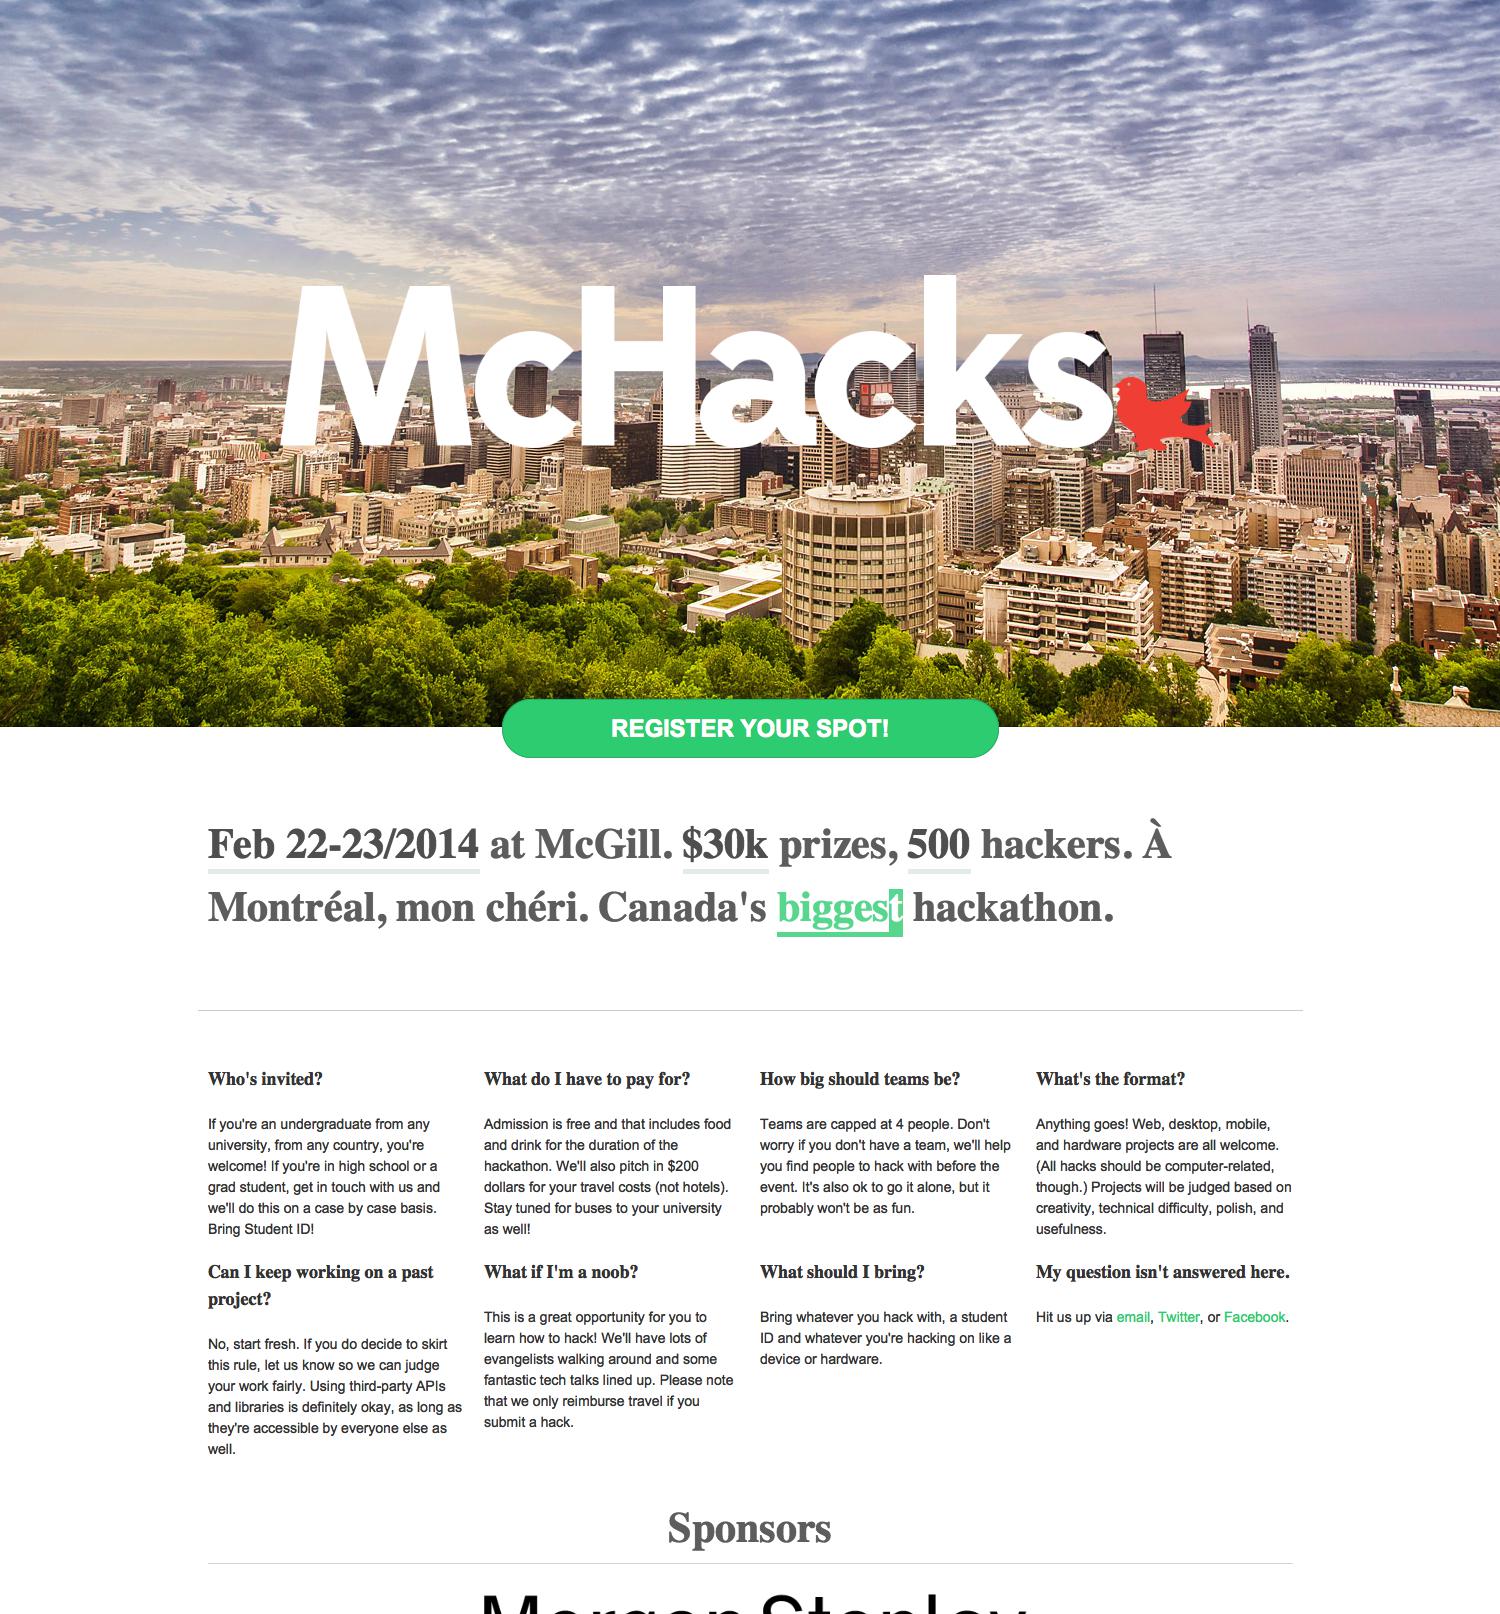 McHacks
REGISTER YOUR SPOT!
Feb 22-23/2014 at McGill. $30k prizes, 500 hackers. À
Montréal, mon chéri. Canada's biggest hackathon.
Who's invited?
If you're an undergraduate from any
university, from any country, you're
welcome! If you're in high school or a
grad student, get in touch with us and
we'll do this on a case by case basis.
Bring Student ID!
What do I have to pay for?
Admission is free and that includes food
and drink for the duration of the
hackathon. We'll also pitch in $200
dollars for your travel costs (not hotels).
Stay tuned for buses to your university
as well!
How big should teams be?
Teams are capped at 4 people. Don't
worry if you don't have a team, we'll help
you find people to hack with before the
event. It's also ok to go it alone, but it
probably won't be as fun.
What's the format?
Anything goes! Web, desktop, mobile,
and hardware projects are all welcome.
(All hacks should be computer-related,
though.) Projects will be judged based on
creativity, technical difficulty, polish, and
usefulness.
Can I keep working on a past
project?
No, start fresh. If you do decide to skirt
this rule, let us know so we can judge
your work fairly. Using third-party APIs
and libraries is definitely okay, as long as
they're accessible by everyone else as
well.
What if I'm a noob?
This is a great opportunity for you to
learn how to hack! We'll have lots of
evangelists walking around and some
fantastic tech talks lined up. Please note
that we only reimburse travel if you
submit a hack.
What should I bring?
Bring whatever you hack with, a student
ID and whatever you're hacking on like a
device or hardware.
My question isn't answered here.
Hit us up via email, Twitter, or Facebook.
Sponsors
Morgan Stanley